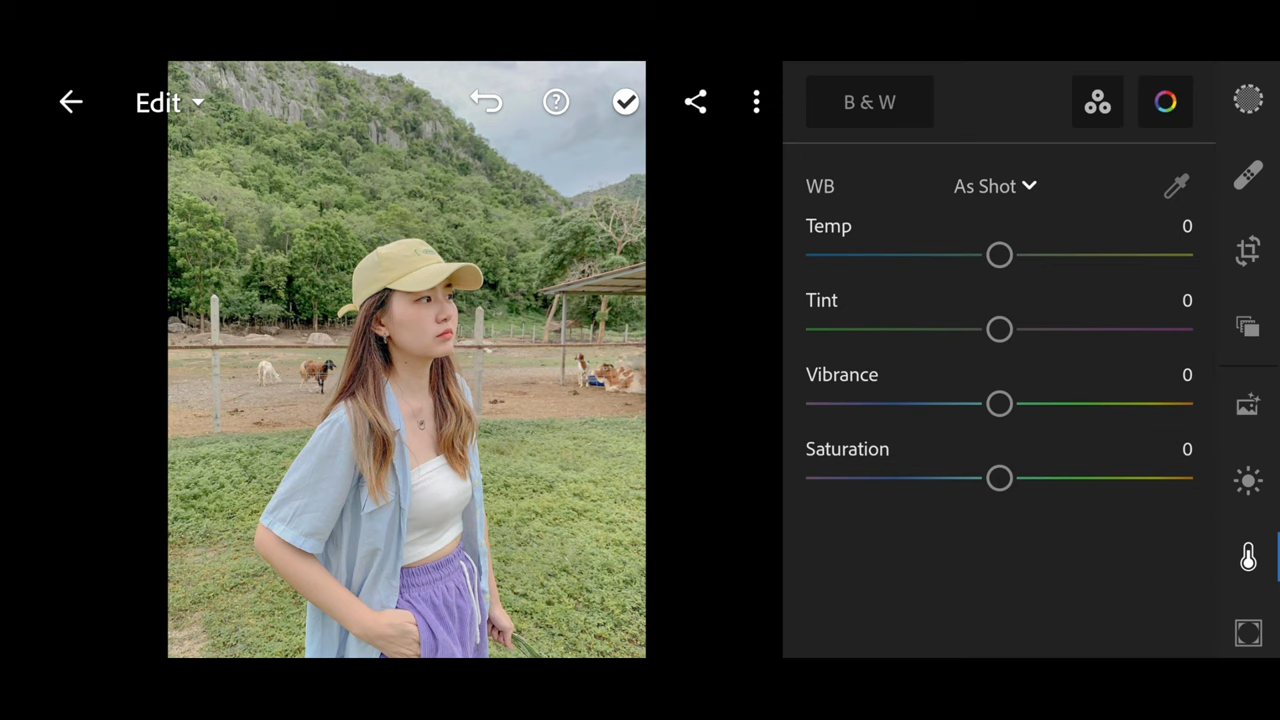 Edit
B & W
WB As Shot
Temp 0
Tint 0
Vibrance 0
Saturation 0